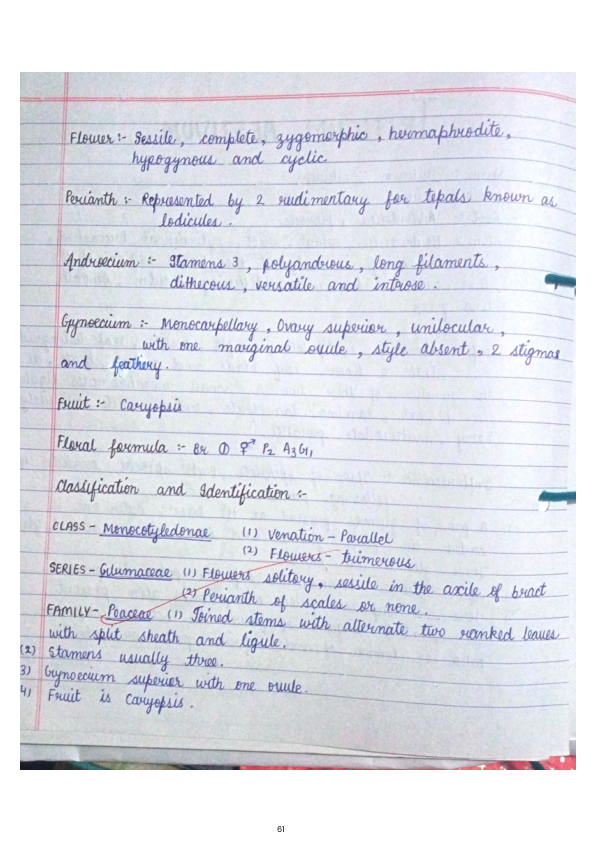 Flower :- Sessile, complete, zygomorphic, hermaphrodite,
hypogynous and cyclic
Perianth :- Represented by 2 rudimentary for tepals known as
lodicules.
Androecium :- Stamens 3, polyandrous, long filaments,
dithecous, versatile and introse.
Gynoecium :- Monocarpellary, Ovary superior, unilocular,
with one marginal ovule, style absent, 2 stigmas
and feathery.
Fruit :- Caryopsis
Floral formula :- Br ⦶ ⚥ P₂ A₃ G₁,
Classification and Identification :-
CLASS - Monocotyledonae (1) Venation - Parallel
(2) Flowers - trimerous
SERIES - Glumaceae (1) Flowers solitory, sessile in the axile of bract
(2) Perianth of scales or none.
FAMILY - Poaceae (1) Joined stems with alternate two ranked leaves
with split sheath and ligule.
(2) Stamens usually three.
3) Gynoecium superior with one ovule.
4) Fruit is Caryopsis.
61